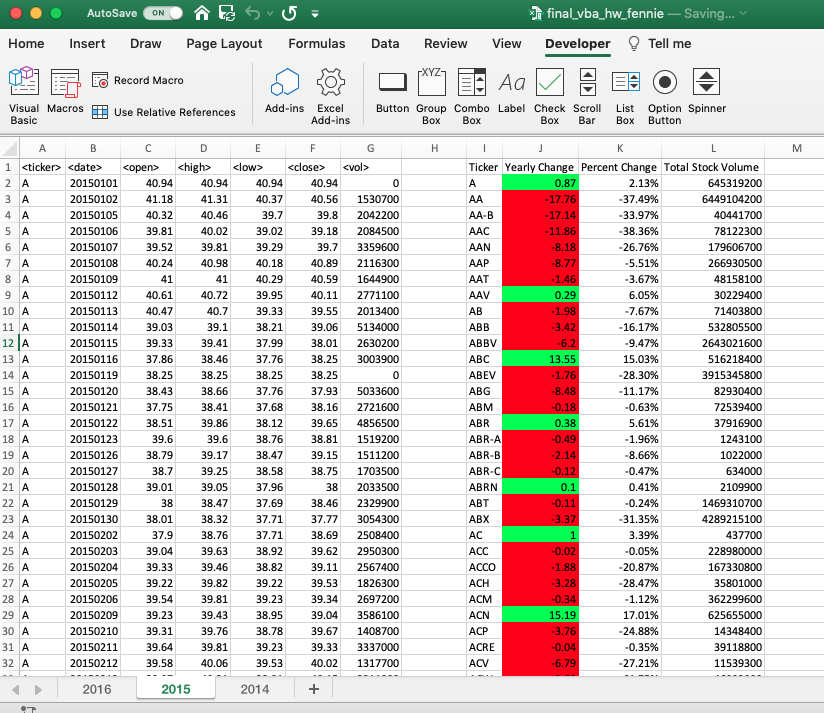 AutoSave ON final_vba_hw_fennie — Saving...
Home Insert Draw Page Layout Formulas Data Review View Developer Tell me
Visual Basic Macros Record Macro Use Relative References Add-ins Excel Add-ins Button Group Box Combo Box Label Check Box Scroll Bar List Box Option Button Spinner
XYZ Aa
A B C D E F G H I J K L M
1 <ticker> <date> <open> <high> <low> <close> <vol> Ticker Yearly Change Percent Change Total Stock Volume
2 A 20150101 40.94 40.94 40.94 40.94 0 A 0.87 2.13% 645319200
3 A 20150102 41.18 41.31 40.37 40.56 1530700 AA -17.76 -37.49% 6449104200
4 A 20150105 40.32 40.46 39.7 39.8 2042200 AA-B -17.14 -33.97% 40441700
5 A 20150106 39.81 40.02 39.02 39.18 2084500 AAC -11.86 -38.36% 78122300
6 A 20150107 39.52 39.81 39.29 39.7 3359600 AAN -8.18 -26.76% 179606700
7 A 20150108 40.24 40.98 40.18 40.89 2116300 AAP -8.77 -5.51% 266930500
8 A 20150109 41 41 40.29 40.59 1644900 AAT -1.46 -3.67% 48158100
9 A 20150112 40.61 40.72 39.95 40.11 2771100 AAV 0.29 6.05% 30229400
10 A 20150113 40.47 40.7 39.33 39.55 2013400 AB -1.98 -7.67% 71403800
11 A 20150114 39.03 39.1 38.21 39.06 5134000 ABB -3.42 -16.17% 532805500
12 A 20150115 39.33 39.41 37.99 38.01 2630200 ABBV -6.2 -9.47% 2643021600
13 A 20150116 37.86 38.46 37.76 38.25 3003900 ABC 13.55 15.03% 516218400
14 A 20150119 38.25 38.25 38.25 38.25 0 ABEV -1.76 -28.30% 3915345800
15 A 20150120 38.43 38.66 37.76 37.93 5033600 ABG -8.48 -11.17% 82930400
16 A 20150121 37.75 38.41 37.68 38.16 2721600 ABM -0.18 -0.63% 72539400
17 A 20150122 38.51 39.86 38.12 39.65 4856500 ABR 0.38 5.61% 37916900
18 A 20150123 39.6 39.6 38.76 38.81 1519200 ABR-A -0.49 -1.96% 1243100
19 A 20150126 38.79 39.17 38.47 39.15 1511200 ABR-B -2.14 -8.66% 1022000
20 A 20150127 38.7 39.25 38.58 38.75 1703500 ABR-C -0.12 -0.47% 634000
21 A 20150128 39.01 39.05 37.96 38 2033500 ABRN 0.1 0.41% 2109900
22 A 20150129 38 38.47 37.69 38.46 2329900 ABT -0.11 -0.24% 1469310700
23 A 20150130 38.01 38.32 37.71 37.77 3054300 ABX -3.37 -31.35% 4289215100
24 A 20150202 37.9 38.76 37.71 38.69 2508400 AC 1 3.39% 437700
25 A 20150203 39.04 39.63 38.92 39.62 2950300 ACC -0.02 -0.05% 228980000
26 A 20150204 39.33 39.46 38.82 39.11 2567400 ACCO -1.88 -20.87% 167330800
27 A 20150205 39.22 39.82 39.22 39.53 1826300 ACH -3.28 -28.47% 35801000
28 A 20150206 39.54 39.81 39.23 39.34 2697200 ACM -0.34 -1.12% 362299600
29 A 20150209 39.23 39.43 38.95 39.04 3586100 ACN 15.19 17.01% 625655000
30 A 20150210 39.31 39.76 38.78 39.67 1408700 ACP -3.76 -24.88% 14348400
31 A 20150211 39.64 39.81 39.23 39.33 3337000 ACRE -0.04 -0.35% 39118800
32 A 20150212 39.58 40.06 39.53 40.02 1317700 ACV -6.79 -27.21% 11539300
2016 2015 2014 +